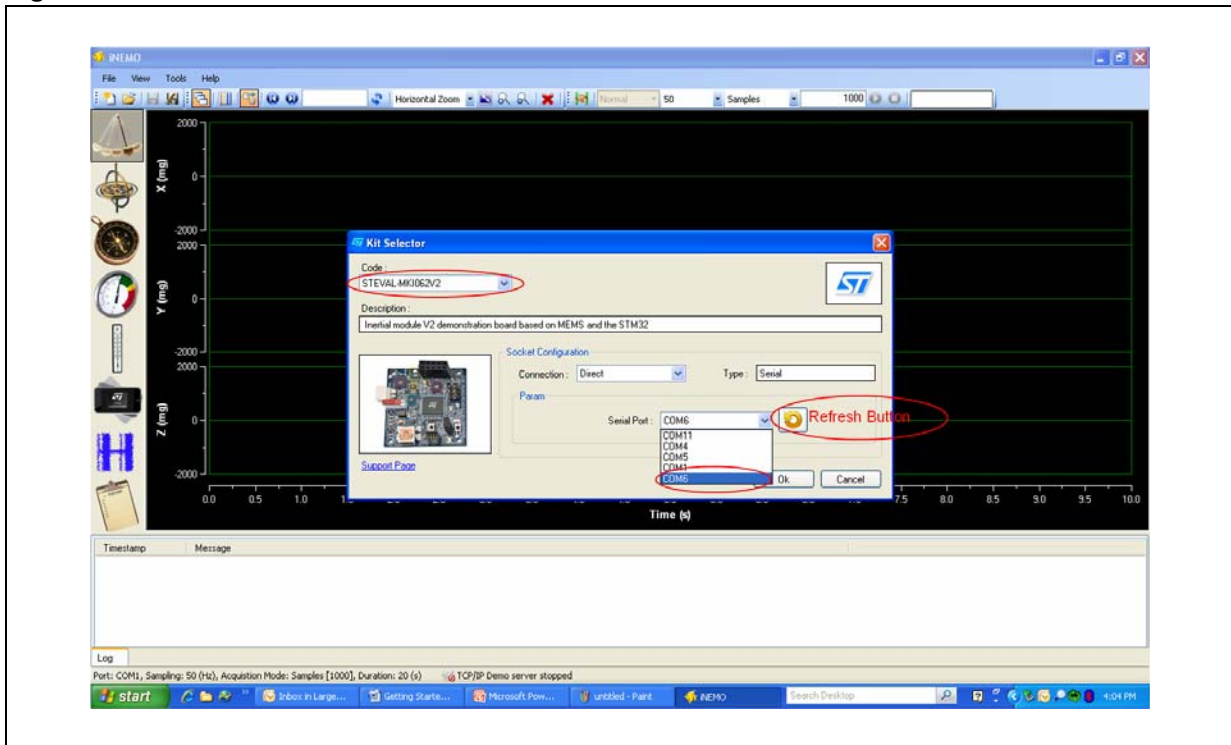 iNEMO
File View Tools Help
Horizontal Zoom Normal 50 Samples 1000
2000
0
-2000
X (mg)
2000
0
-2000
Y (mg)
2000
0
-2000
Z (mg)
Kit Selector
Code :
STEVAL-MKI062V2
Description :
Inertial module V2 demonstration board based on MEMS and the STM32
Socket Configuration
Connection : Direct Type : Serial
Param
Serial Port : COM6 Refresh Button
COM11
COM4
COM5
COM1
COM6
Support Page
Ok Cancel
0.0 0.5 1.0 7.5 8.0 8.5 9.0 9.5 10.0
Time (s)
Timestamp Message
Log
Port: COM1, Sampling: 50 (Hz), Acquistion Mode: Samples [1000], Duration: 20 (s) TCP/IP Demo server stopped
start Inbox in Large... Getting Starte... Microsoft Pow... untitled - Paint iNEMO Search Desktop 4:04 PM